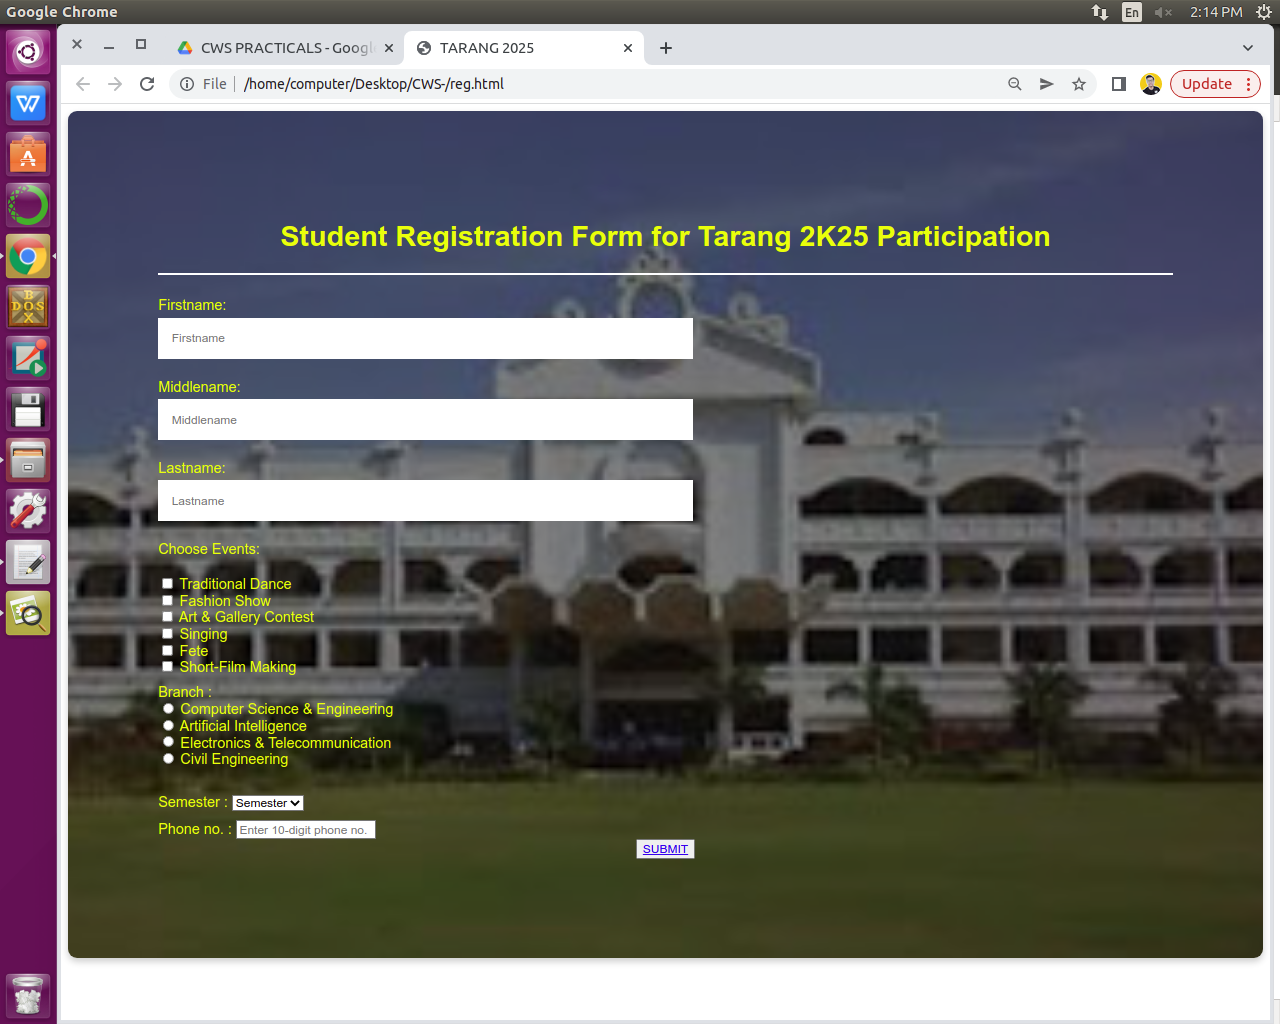 Google Chrome
En
2:14 PM
CWS PRACTICALS - Googl
TARANG 2025
File
/home/computer/Desktop/CWS-/reg.html
Update
Student Registration Form for Tarang 2K25 Participation
Firstname:
Firstname
Middlename:
Middlename
Lastname:
Lastname
Choose Events:
Traditional Dance
Fashion Show
Art & Gallery Contest
Singing
Fete
Short-Film Making
Branch :
Computer Science & Engineering
Artificial Intelligence
Electronics & Telecommunication
Civil Engineering
Semester : Semester
Phone no. : Enter 10-digit phone no.
SUBMIT